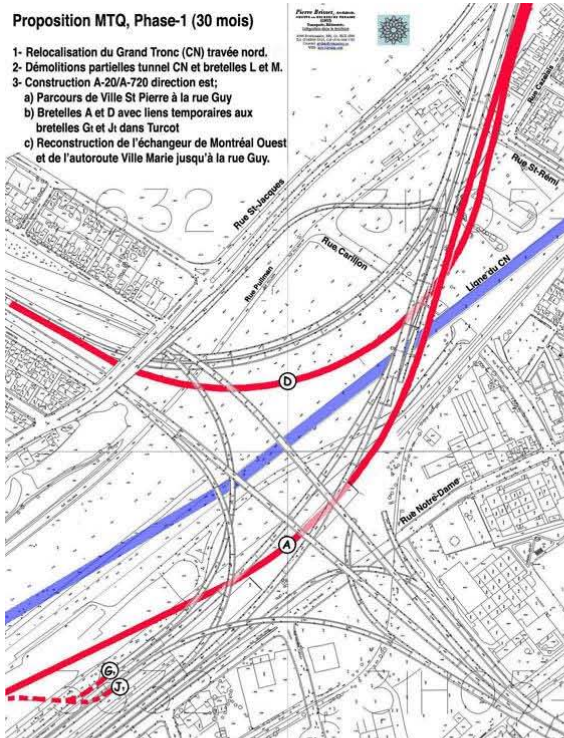 Proposition MTQ, Phase-1 (30 mois)
1- Relocalisation du Grand Tronc (CN) travée nord.
2- Démolitions partielles tunnel CN et bretelles L et M.
3- Construction A-20/A-720 direction est;
a) Parcours de Ville St Pierre à la rue Guy
b) Bretelles A et D avec liens temporaires aux
bretelles Gt et Jt dans Turcot
c) Reconstruction de l'échangeur de Montréal Ouest
et de l'autoroute Ville Marie jusqu'à la rue Guy.
Pierre Brisset,
Rue Cazelais
Rue St-Rémi
Rue St-Jacques
Rue Carillon
Rue Pullman
Ligne du CN
D
Rue Notre-Dame
A
G
J